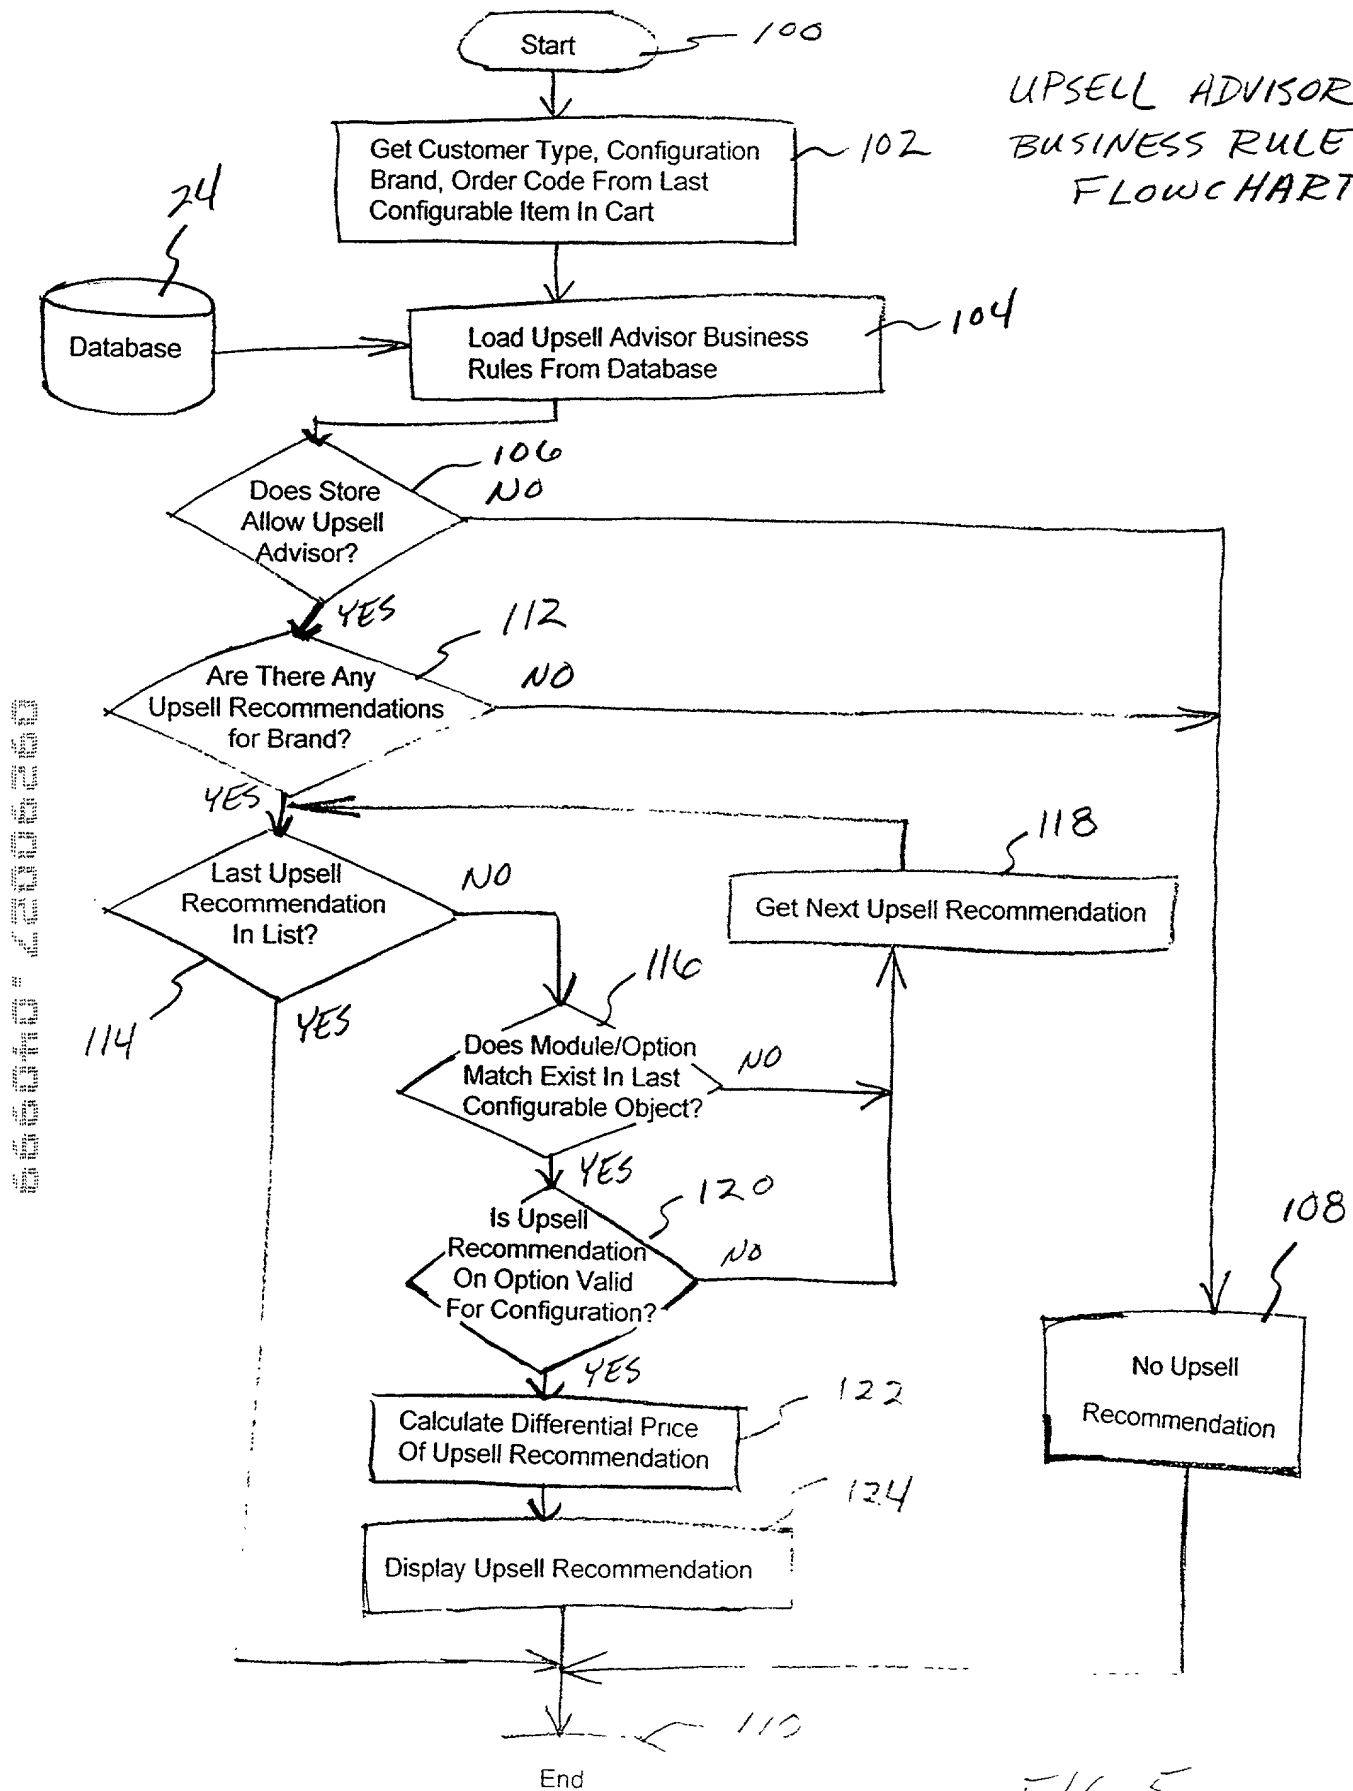 Start
100
UPSELL ADVISOR
BUSINESS RULE
FLOWCHART
Get Customer Type, Configuration
Brand, Order Code From Last
Configurable Item In Cart
102
24
Database
Load Upsell Advisor Business
Rules From Database
104
106
Does Store
Allow Upsell
Advisor?
NO
YES
112
Are There Any
Upsell Recommendations
for Brand?
NO
YES
118
Get Next Upsell Recommendation
Last Upsell
Recommendation
In List?
NO
114
YES
116
Does Module/Option
Match Exist In Last
Configurable Object?
NO
YES
120
Is Upsell
Recommendation
On Option Valid
For Configuration?
NO
YES
108
No Upsell
Recommendation
Calculate Differential Price
Of Upsell Recommendation
122
124
Display Upsell Recommendation
110
End
FIG. 5